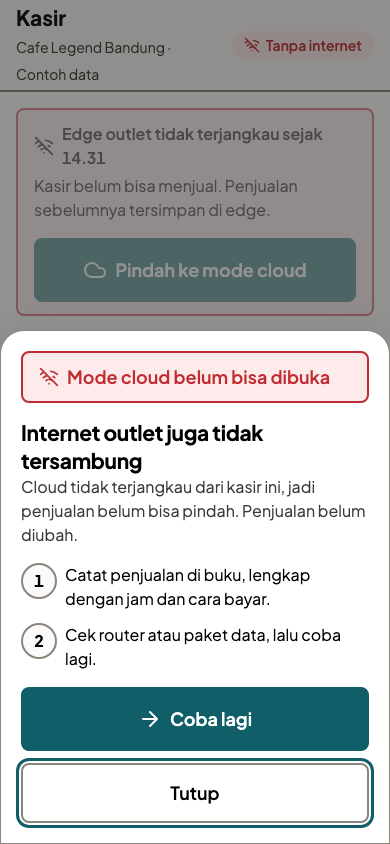 Kasir
Cafe Legend Bandung ·
Contoh data
Tanpa internet
Edge outlet tidak terjangkau sejak
14.31
Kasir belum bisa menjual. Penjualan
sebelumnya tersimpan di edge.
Pindah ke mode cloud
Mode cloud belum bisa dibuka
Internet outlet juga tidak
tersambung
Cloud tidak terjangkau dari kasir ini, jadi
penjualan belum bisa pindah. Penjualan belum
diubah.
1 Catat penjualan di buku, lengkap
dengan jam dan cara bayar.
2 Cek router atau paket data, lalu coba
lagi.
Coba lagi
Tutup